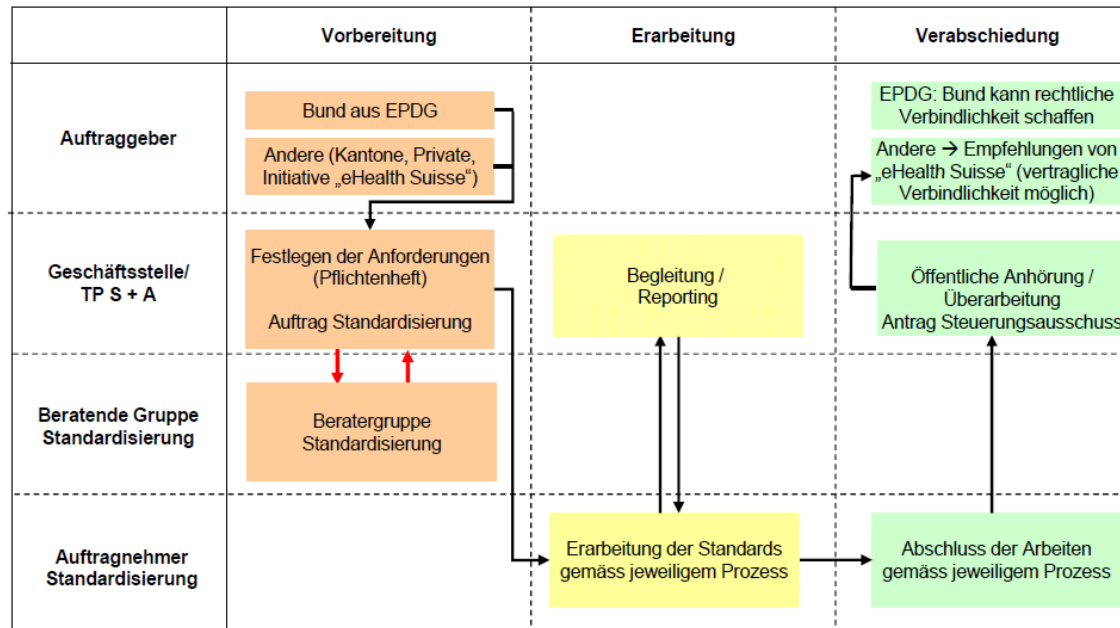 Vorbereitung
Erarbeitung
Verabschiedung
Auftraggeber
Bund aus EPDG
Andere (Kantone, Private,
Initiative „eHealth Suisse“)
EPDG: Bund kann rechtliche
Verbindlichkeit schaffen
Andere → Empfehlungen von
„eHealth Suisse“ (vertragliche
Verbindlichkeit möglich)
Geschäftsstelle/
TP S + A
Festlegen der Anforderungen
(Pflichtenheft)
Auftrag Standardisierung
Begleitung /
Reporting
Öffentliche Anhörung /
Überarbeitung
Antrag Steuerungsausschuss
Beratende Gruppe
Standardisierung
Beratergruppe
Standardisierung
Auftragnehmer
Standardisierung
Erarbeitung der Standards
gemäss jeweiligem Prozess
Abschluss der Arbeiten
gemäss jeweiligem Prozess